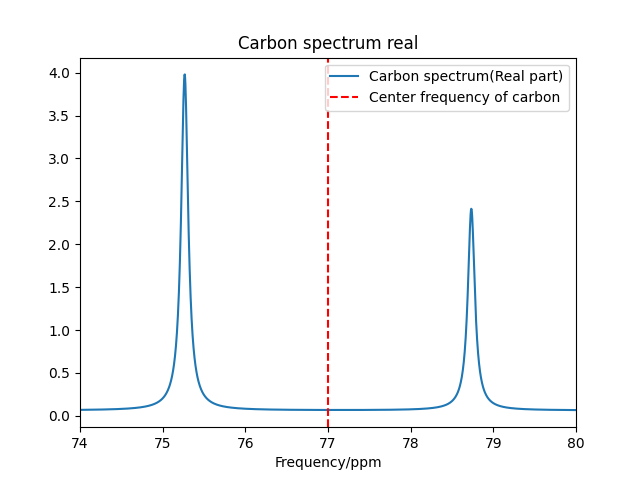 Carbon spectrum real
Carbon spectrum(Real part)
Center frequency of carbon
4.0
3.5
3.0
2.5
2.0
1.5
1.0
0.5
0.0
74 75 76 77 78 79 80
Frequency/ppm